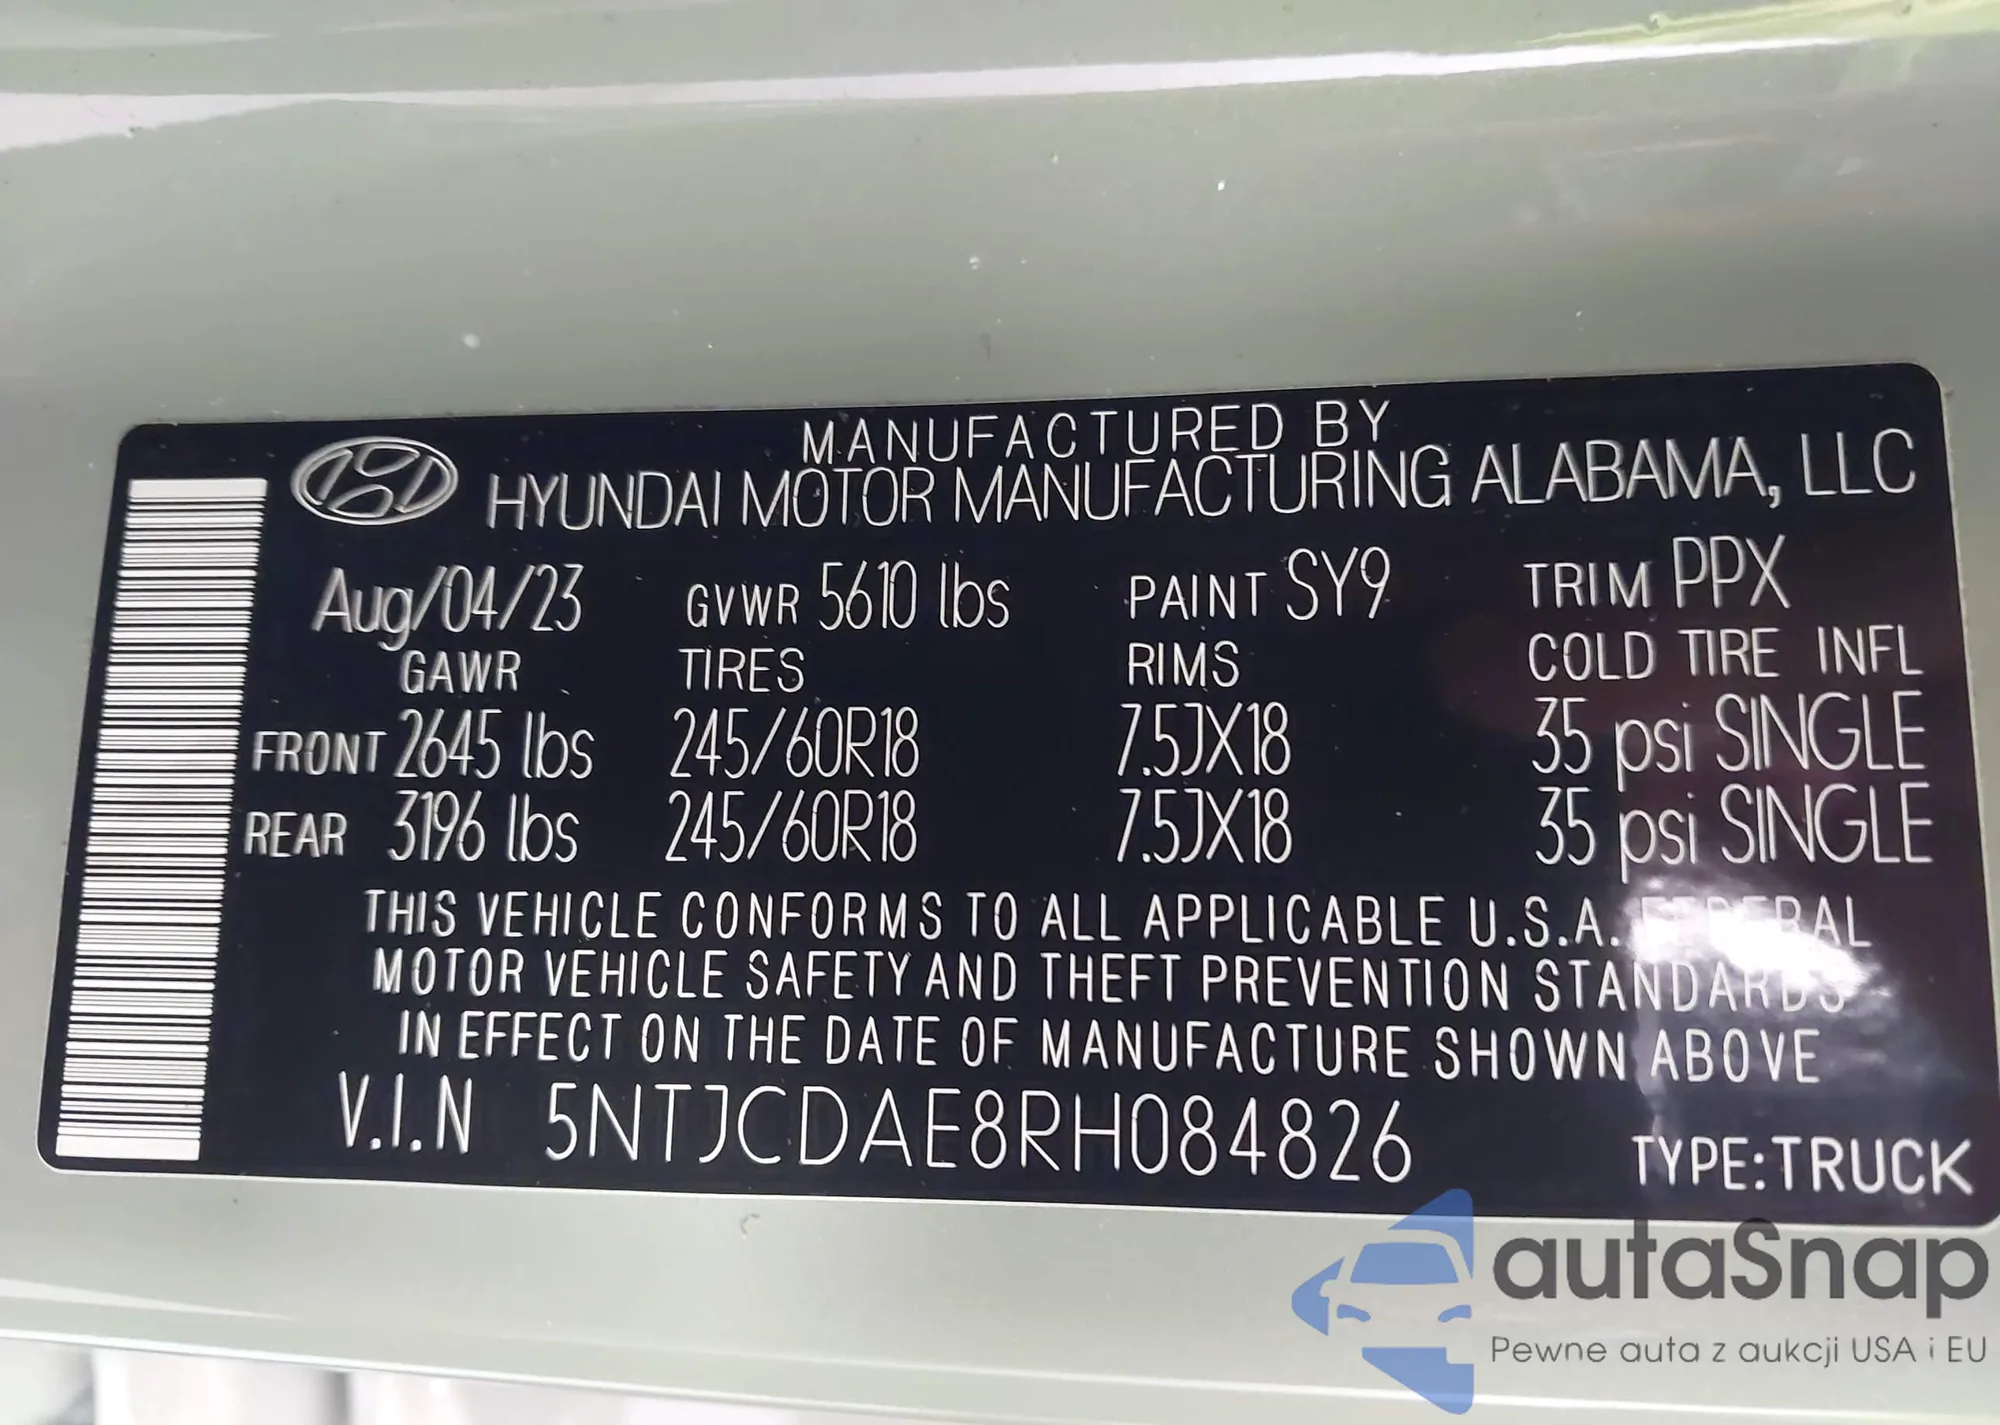 MANUFACTURED BY
HYUNDAI MOTOR MANUFACTURING ALABAMA, LLC
Aug/04/23 GVWR 5610 lbs PAINT SY9 TRIM PPX
GAWR TIRES RIMS COLD TIRE INFL
FRONT 2645 lbs 245/60R18 7.5JX18 35 psi SINGLE
REAR 3196 lbs 245/60R18 7.5JX18 35 psi SINGLE
THIS VEHICLE CONFORMS TO ALL APPLICABLE U.S.A. FEDERAL
MOTOR VEHICLE SAFETY AND THEFT PREVENTION STANDARDS
IN EFFECT ON THE DATE OF MANUFACTURE SHOWN ABOVE
V.I.N 5NTJCDAE8RH084826 TYPE:TRUCK
autaSnap
Pewne auta z aukcji USA i EU